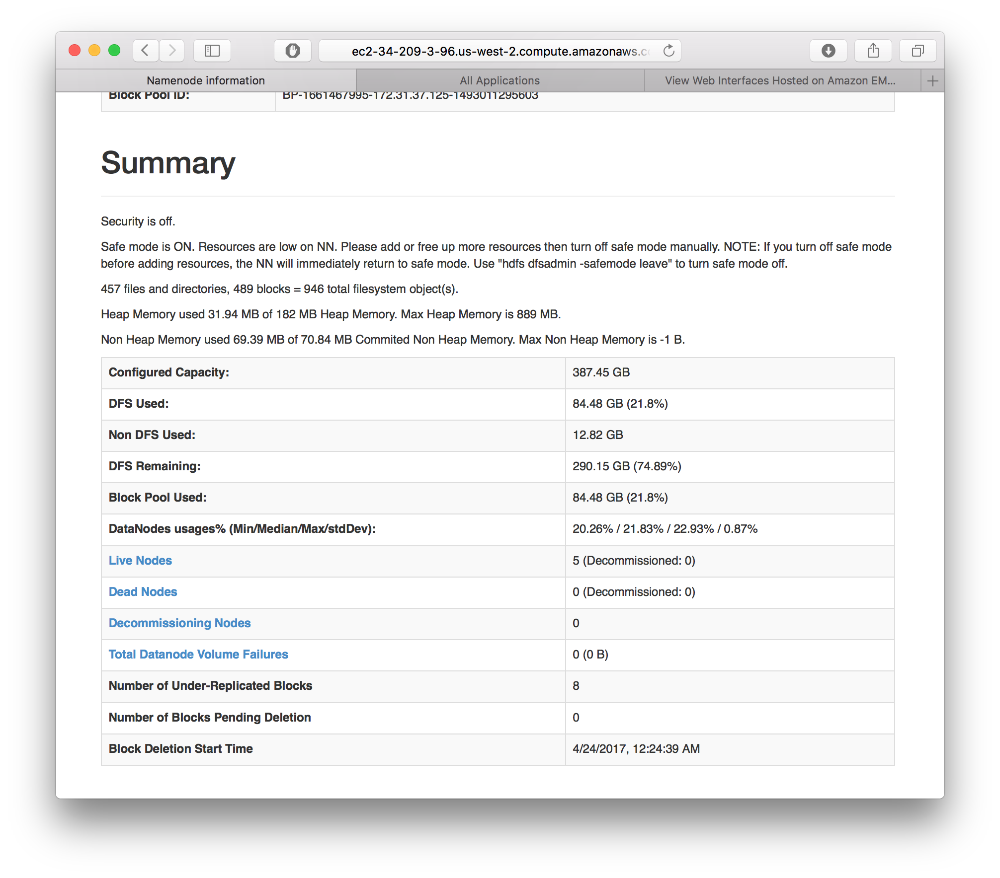 ec2-34-209-3-96.us-west-2.compute.amazonaws.c
Namenode information
All Applications
View Web Interfaces Hosted on Amazon EM...
Block Pool ID:
BP-1661467995-172.31.37.125-1493011295603
Summary
Security is off.
Safe mode is ON. Resources are low on NN. Please add or free up more resources then turn off safe mode manually. NOTE: If you turn off safe mode
before adding resources, the NN will immediately return to safe mode. Use "hdfs dfsadmin -safemode leave" to turn safe mode off.
457 files and directories, 489 blocks = 946 total filesystem object(s).
Heap Memory used 31.94 MB of 182 MB Heap Memory. Max Heap Memory is 889 MB.
Non Heap Memory used 69.39 MB of 70.84 MB Commited Non Heap Memory. Max Non Heap Memory is -1 B.
Configured Capacity: 387.45 GB
DFS Used: 84.48 GB (21.8%)
Non DFS Used: 12.82 GB
DFS Remaining: 290.15 GB (74.89%)
Block Pool Used: 84.48 GB (21.8%)
DataNodes usages% (Min/Median/Max/stdDev): 20.26% / 21.83% / 22.93% / 0.87%
Live Nodes 5 (Decommissioned: 0)
Dead Nodes 0 (Decommissioned: 0)
Decommissioning Nodes 0
Total Datanode Volume Failures 0 (0 B)
Number of Under-Replicated Blocks 8
Number of Blocks Pending Deletion 0
Block Deletion Start Time 4/24/2017, 12:24:39 AM